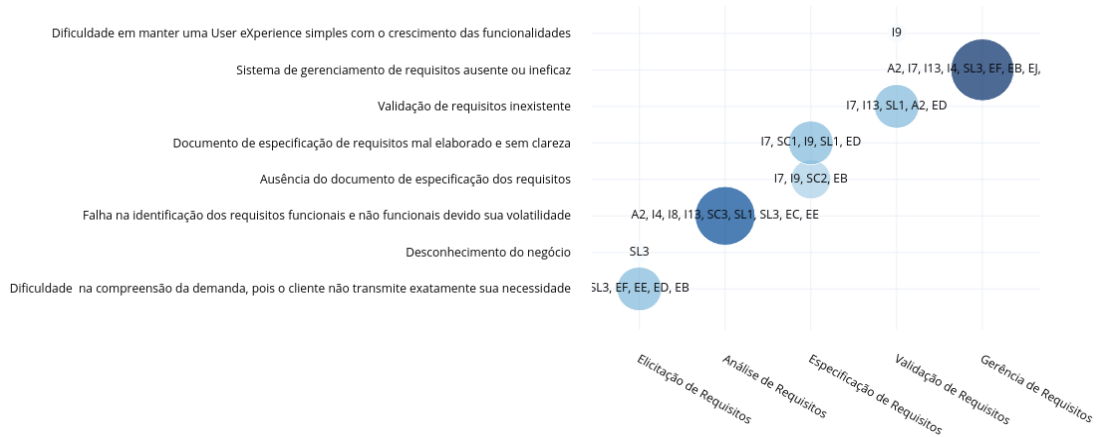 Dificuldade em manter uma User eXperience simples com o crescimento das funcionalidades
I9
Sistema de gerenciamento de requisitos ausente ou ineficaz
A2, I7, I13, I4, SL3, EF, EB, EJ,
Validação de requisitos inexistente
I7, I13, SL1, A2, ED
Documento de especificação de requisitos mal elaborado e sem clareza
I7, SC1, I9, SL1, ED
Ausência do documento de especificação dos requisitos
I7, I9, SC2, EB
Falha na identificação dos requisitos funcionais e não funcionais devido sua volatilidade
A2, I4, I8, I13, SC3, SL1, SL3, EC, EE
Desconhecimento do negócio
SL3
Dificuldade  na compreensão da demanda, pois o cliente não transmite exatamente sua necessidade
SL3, EF, EE, ED, EB
Elicitação de Requisitos
Análise de Requisitos
Especificação de Requisitos
Validação de Requisitos
Gerência de Requisitos